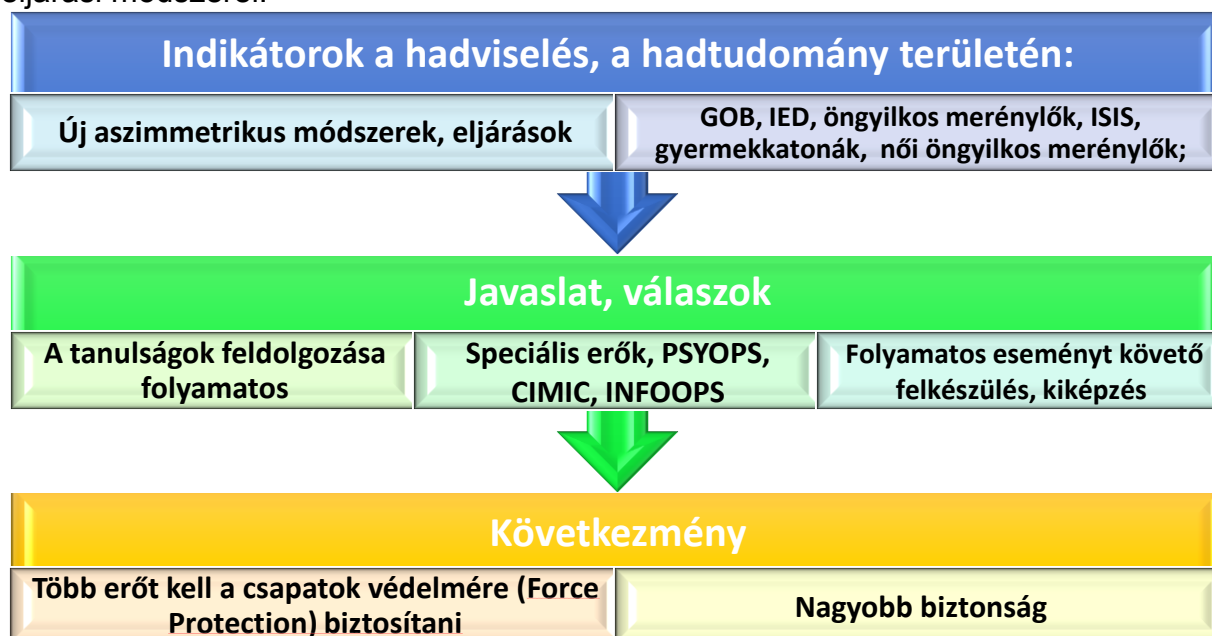 eljárási módszerei.
Indikátorok a hadviselés, a hadtudomány területén:
Új aszimmetrikus módszerek, eljárások
GOB, IED, öngyilkos merénylők, ISIS,
gyermekkatonák, női öngyilkos merénylők;
Javaslat, válaszok
A tanulságok feldolgozása
folyamatos
Speciális erők, PSYOPS,
CIMIC, INFOOPS
Folyamatos eseményt követő
felkészülés, kiképzés
Következmény
Több erőt kell a csapatok védelmére (Force
Protection) biztosítani
Nagyobb biztonság